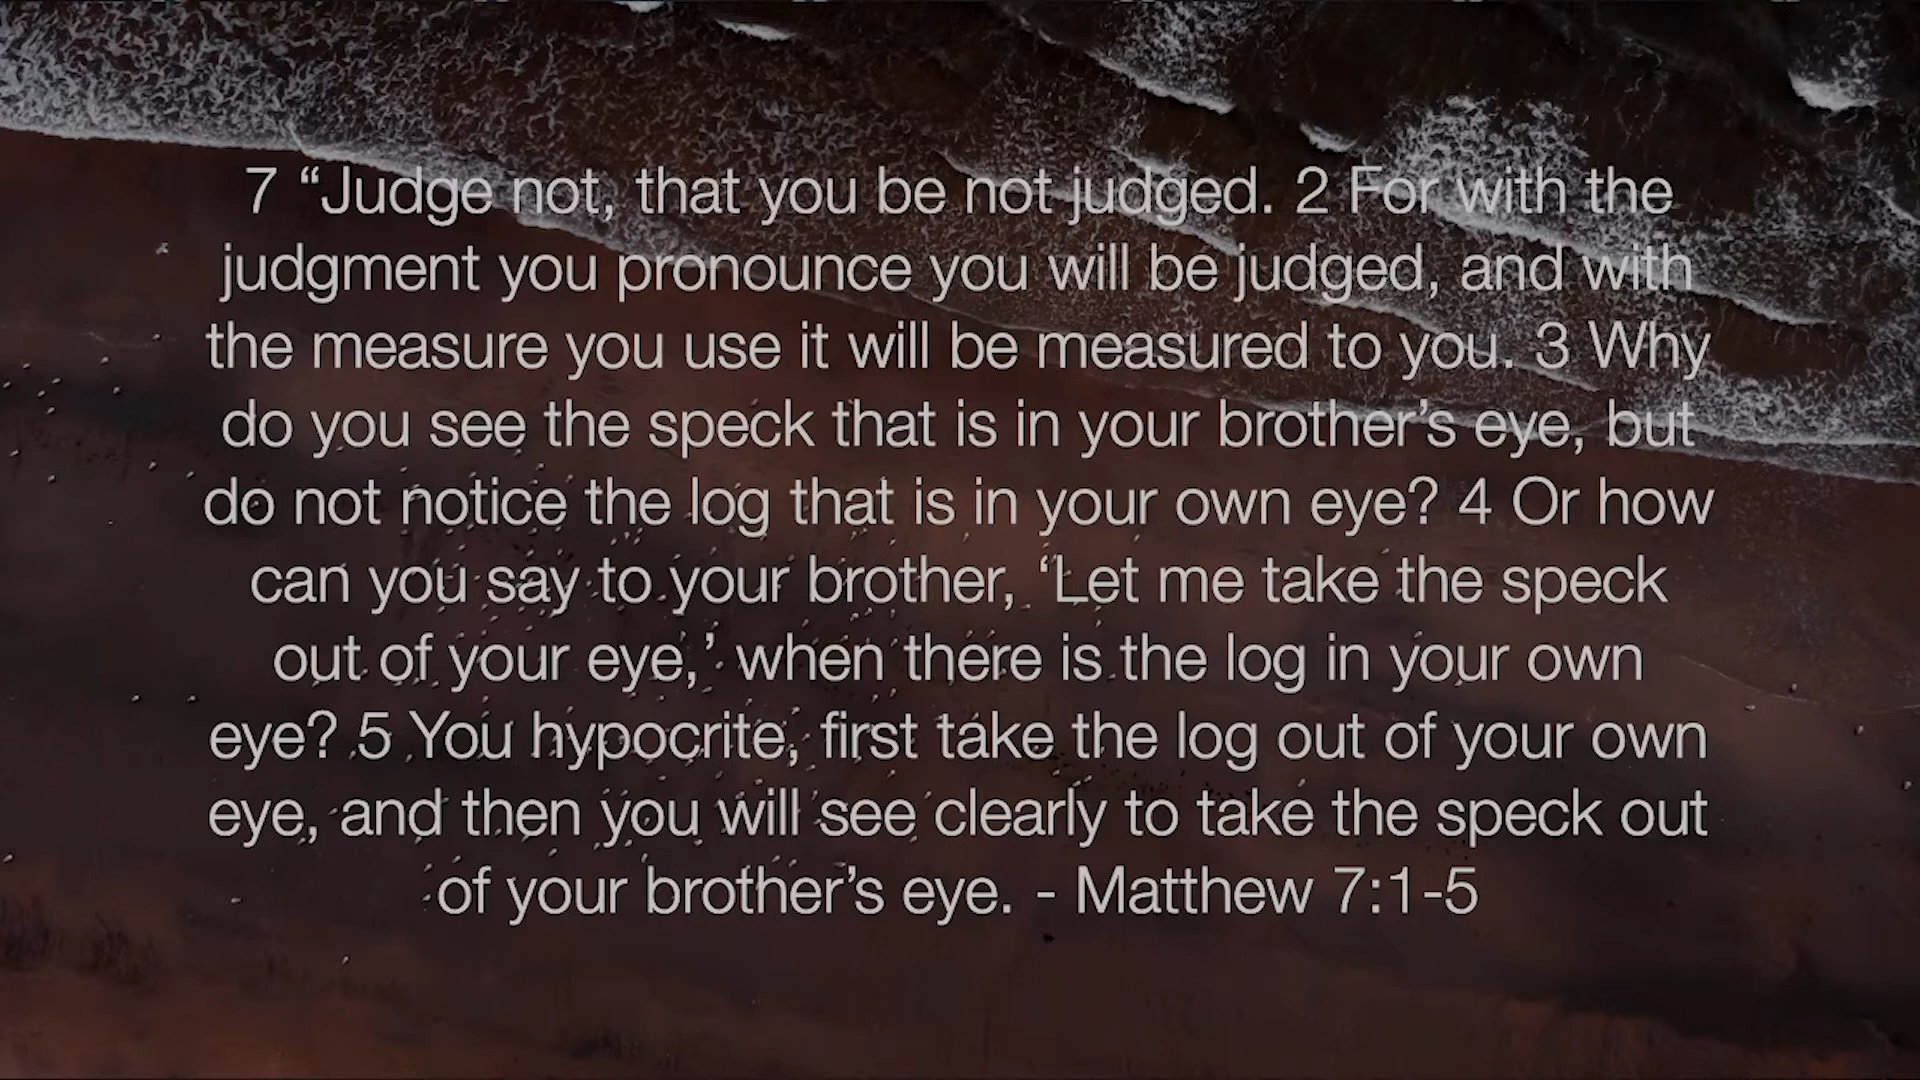 7 “Judge not, that you be not judged. 2 For with the
judgment you pronounce you will be judged, and with
the measure you use it will be measured to you. 3 Why
do you see the speck that is in your brother’s eye, but
do not notice the log that is in your own eye? 4 Or how
can you say to your brother, ‘Let me take the speck
out of your eye,’ when there is the log in your own
eye? 5 You hypocrite, first take the log out of your own
eye, and then you will see clearly to take the speck out
of your brother’s eye. - Matthew 7:1-5